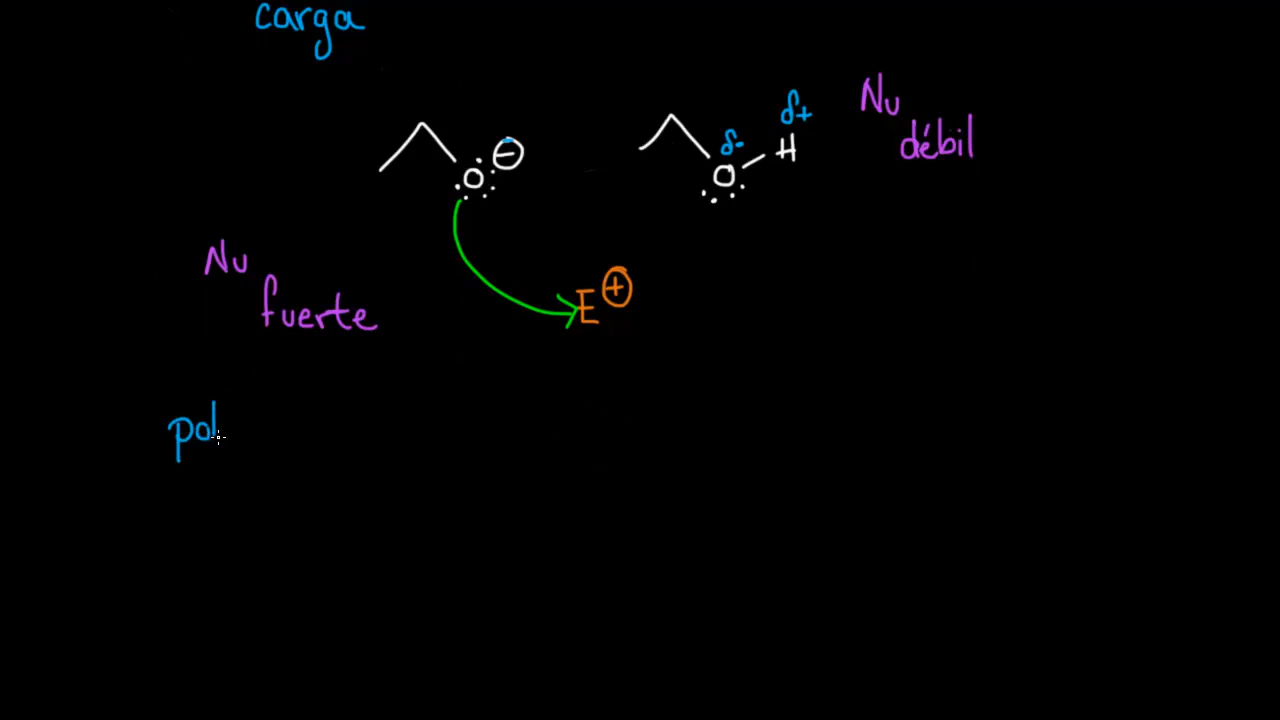 carga
δ+
Nu
débil
δ-
H
O
⊖
O
Nu
fuerte
E⊕
pol